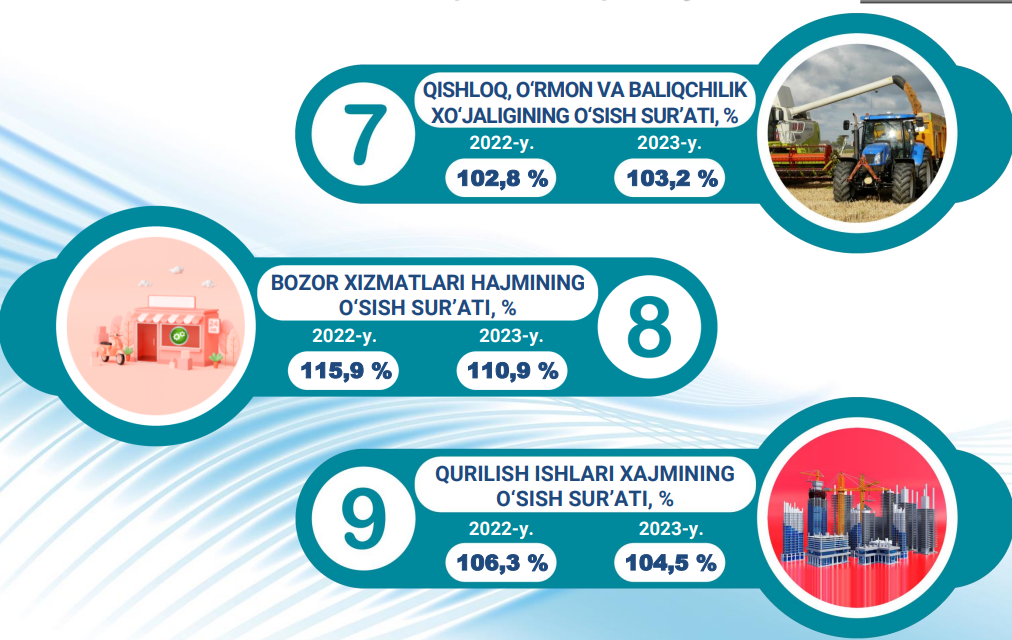 7
QISHLOQ, O‘RMON VA BALIQCHILIK
XO‘JALIGINING O‘SISH SUR’ATI, %
2022-y. 2023-y.
102,8 % 103,2 %
BOZOR XIZMATLARI HAJMINING
O‘SISH SUR’ATI, %
2022-y. 2023-y.
115,9 % 110,9 %
8
9
QURILISH ISHLARI XAJMINING
O‘SISH SUR’ATI, %
2022-y. 2023-y.
106,3 % 104,5 %